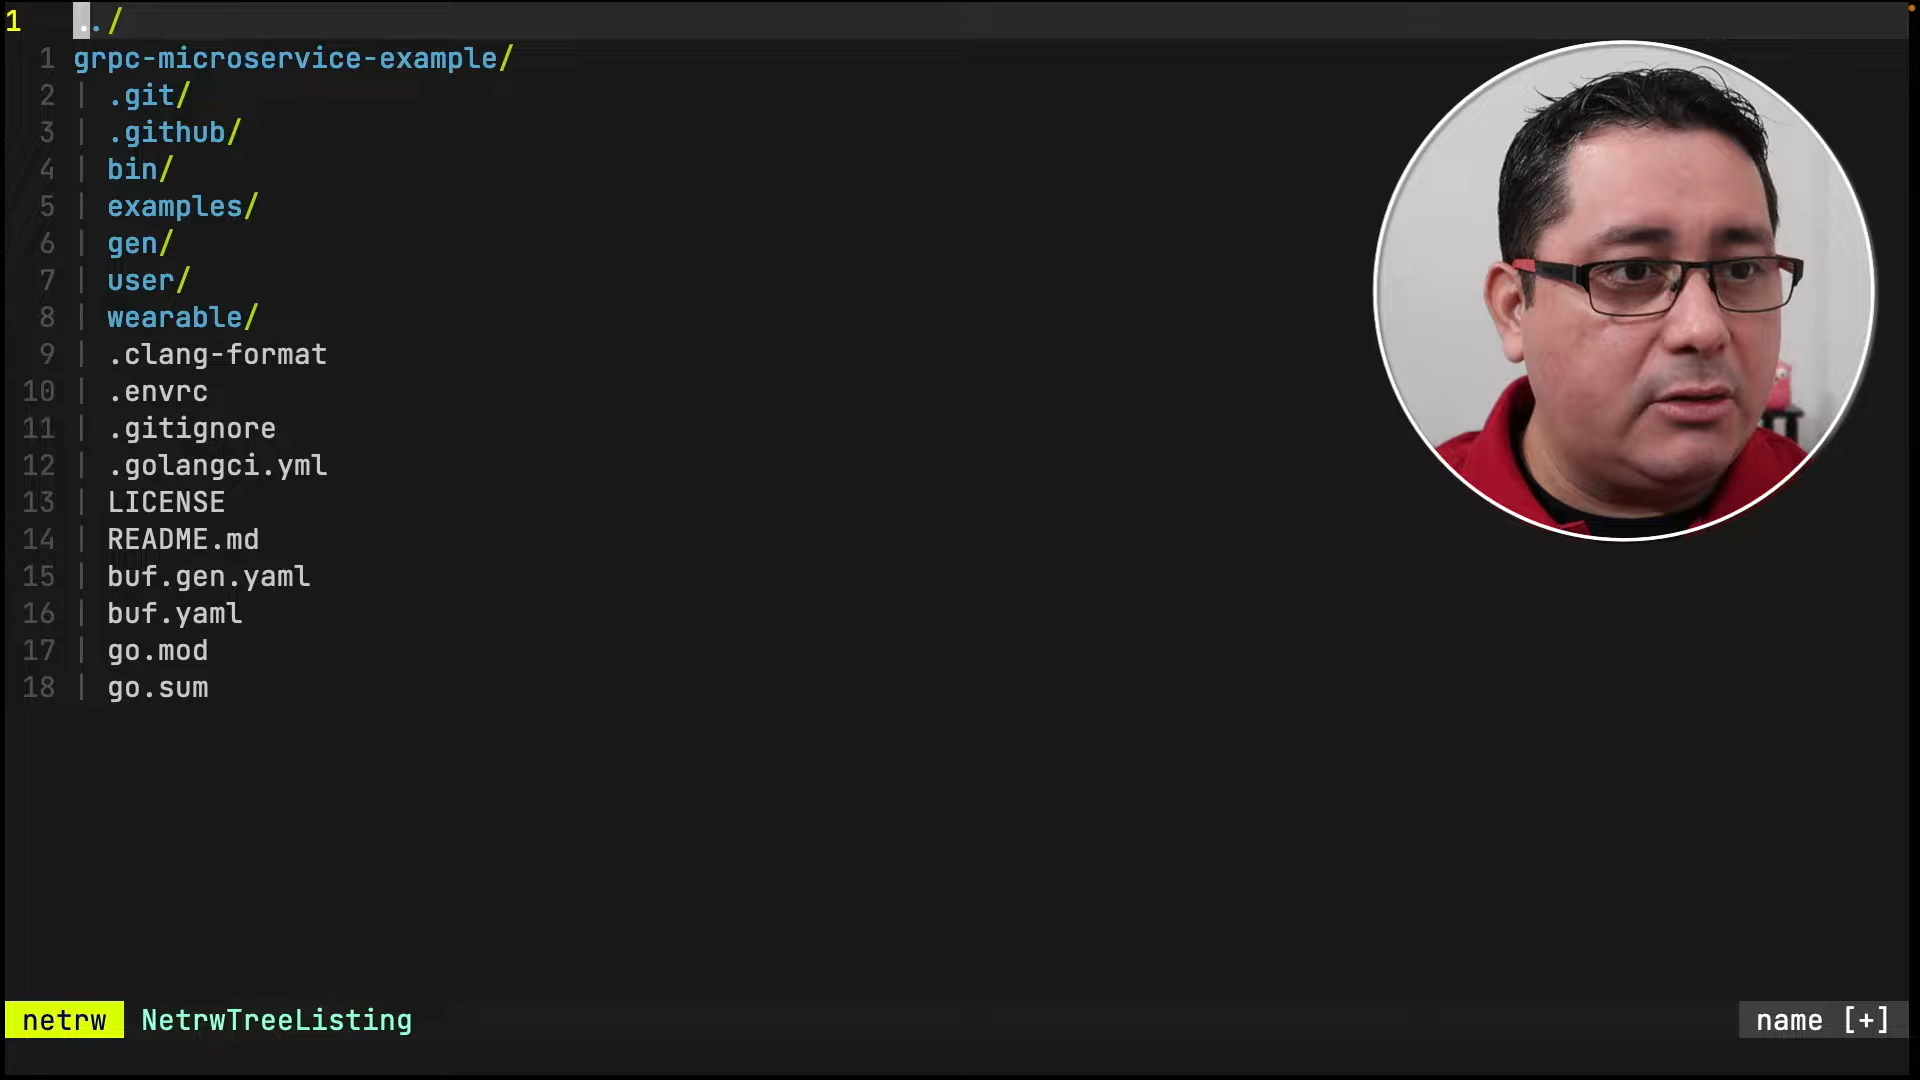 1 ../
1 grpc-microservice-example/
2 | .git/
3 | .github/
4 | bin/
5 | examples/
6 | gen/
7 | user/
8 | wearable/
9 | .clang-format
10 | .envrc
11 | .gitignore
12 | .golangci.yml
13 | LICENSE
14 | README.md
15 | buf.gen.yaml
16 | buf.yaml
17 | go.mod
18 | go.sum
netrw NetrwTreeListing name [+]